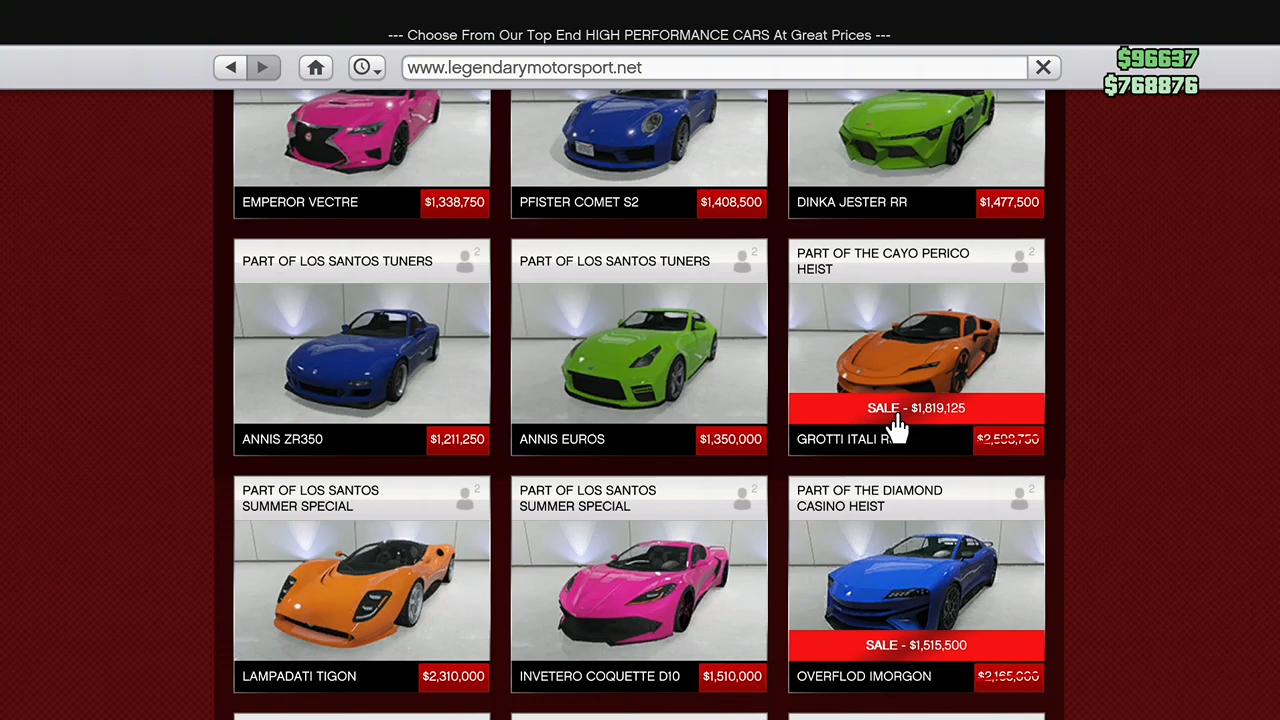 --- Choose From Our Top End HIGH PERFORMANCE CARS At Great Prices ---
www.legendarymotorsport.net
$96637
$768876
EMPEROR VECTRE $1,338,750
PFISTER COMET S2 $1,408,500
DINKA JESTER RR $1,477,500
PART OF LOS SANTOS TUNERS 2
PART OF LOS SANTOS TUNERS 2
PART OF THE CAYO PERICO 2
HEIST
SALE - $1,819,125
ANNIS ZR350 $1,211,250
ANNIS EUROS $1,350,000
GROTTI ITALI
PART OF LOS SANTOS 2
SUMMER SPECIAL
PART OF LOS SANTOS 2
SUMMER SPECIAL
PART OF THE DIAMOND 2
CASINO HEIST
SALE - $1,515,500
LAMPADATI TIGON $2,310,000
INVETERO COQUETTE D10 $1,510,000
OVERFLOD IMORGON $2,165,000